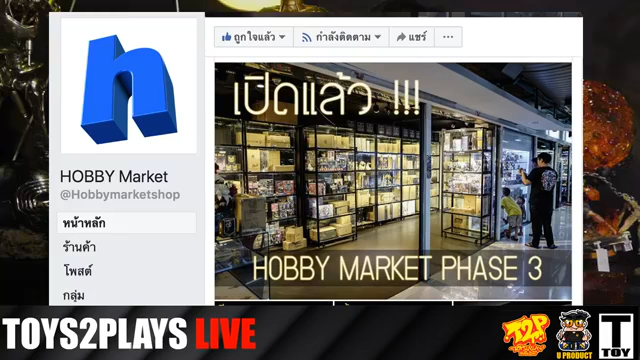 ถูกใจแล้ว
กำลังติดตาม
แชร์
เปิดแล้ว !!!
HOBBY MARKET PHASE 3
HOBBY Market
@Hobbymarketshop
หน้าหลัก
ร้านค้า
โพสต์
กลุ่ม
TOYS2PLAYS LIVE
T2P
U PRODUCT
T
TOY